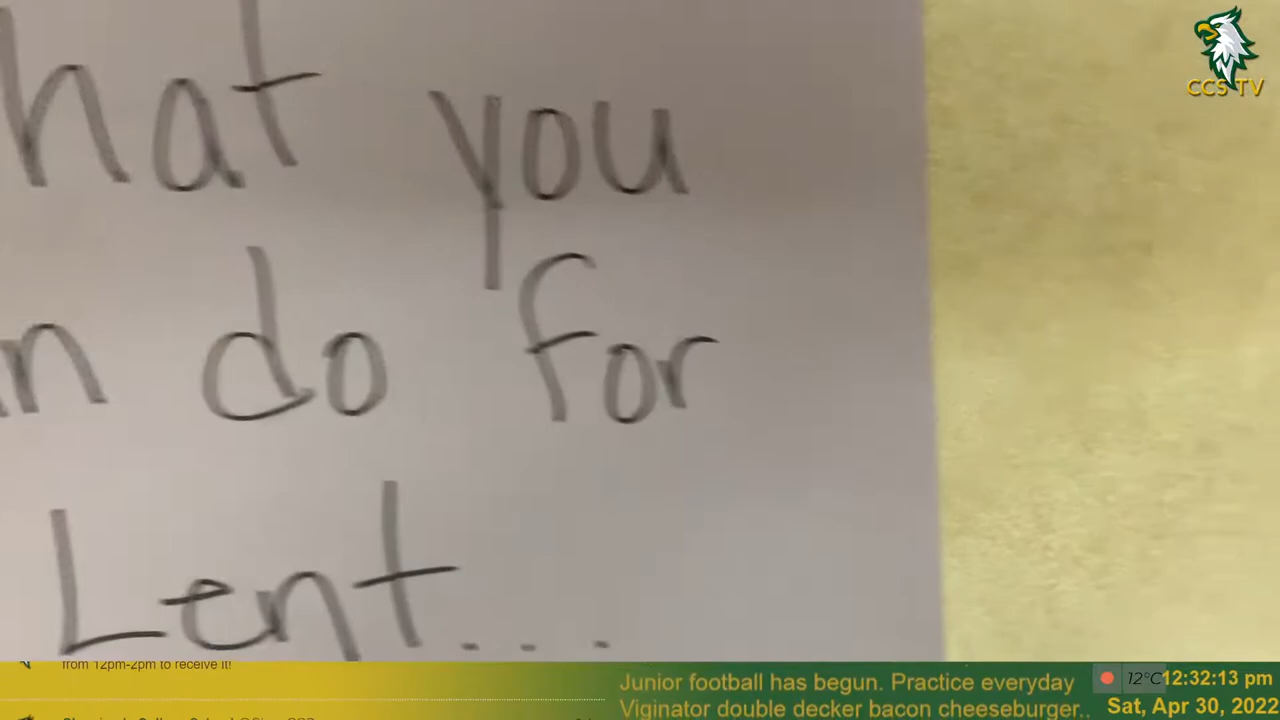 hat you
n do for
Lent...
CCS TV
from 12pm-2pm to receive it!
Junior football has begun. Practice everyday
Viginator double decker bacon cheeseburger..
12°C 12:32:13 pm
Sat, Apr 30, 2022